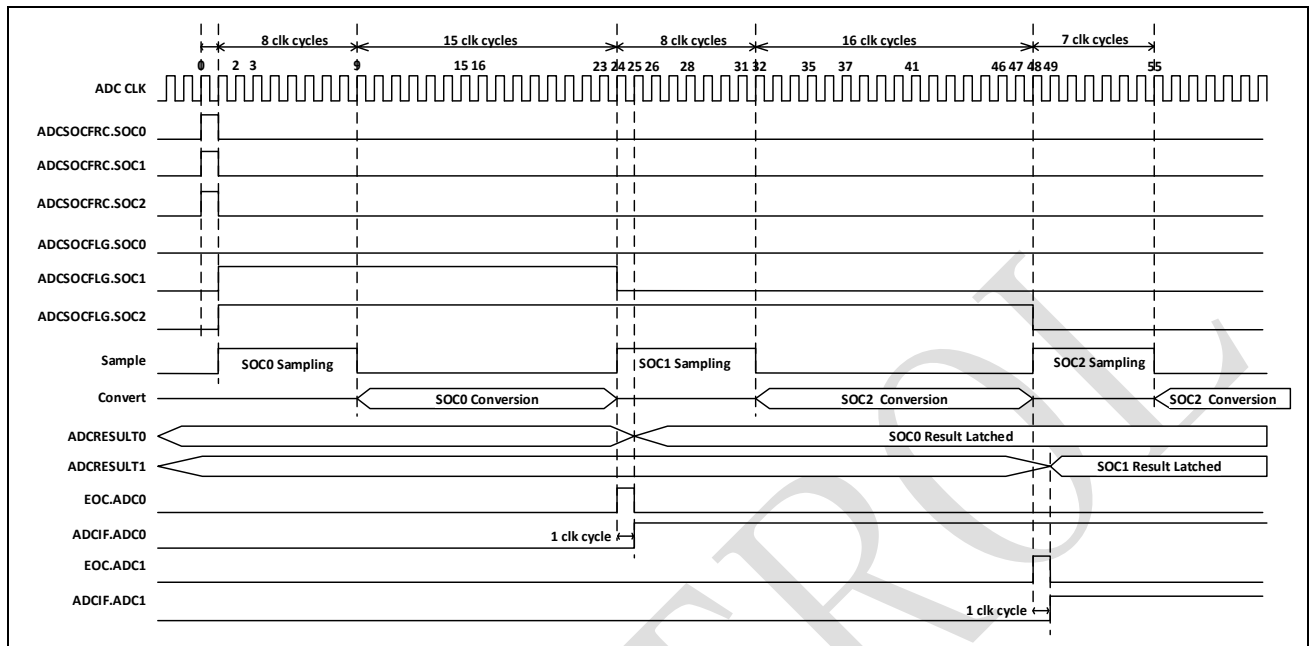 8 clk cycles 15 clk cycles 8 clk cycles 16 clk cycles 7 clk cycles
0 2 3 9 15 16 23 24 25 26 28 31 32 35 37 41 46 47 48 49 55
ADC CLK
ADCSOCFRC.SOC0
ADCSOCFRC.SOC1
ADCSOCFRC.SOC2
ADCSOCFLG.SOC0
ADCSOCFLG.SOC1
ADCSOCFLG.SOC2
Sample SOC0 Sampling SOC1 Sampling SOC2 Sampling
Convert SOC0 Conversion SOC2 Conversion SOC2 Conversion
ADCRESULT0 SOC0 Result Latched
ADCRESULT1 SOC1 Result Latched
EOC.ADC0
ADCIF.ADC0 1 clk cycle
EOC.ADC1
ADCIF.ADC1 1 clk cycle